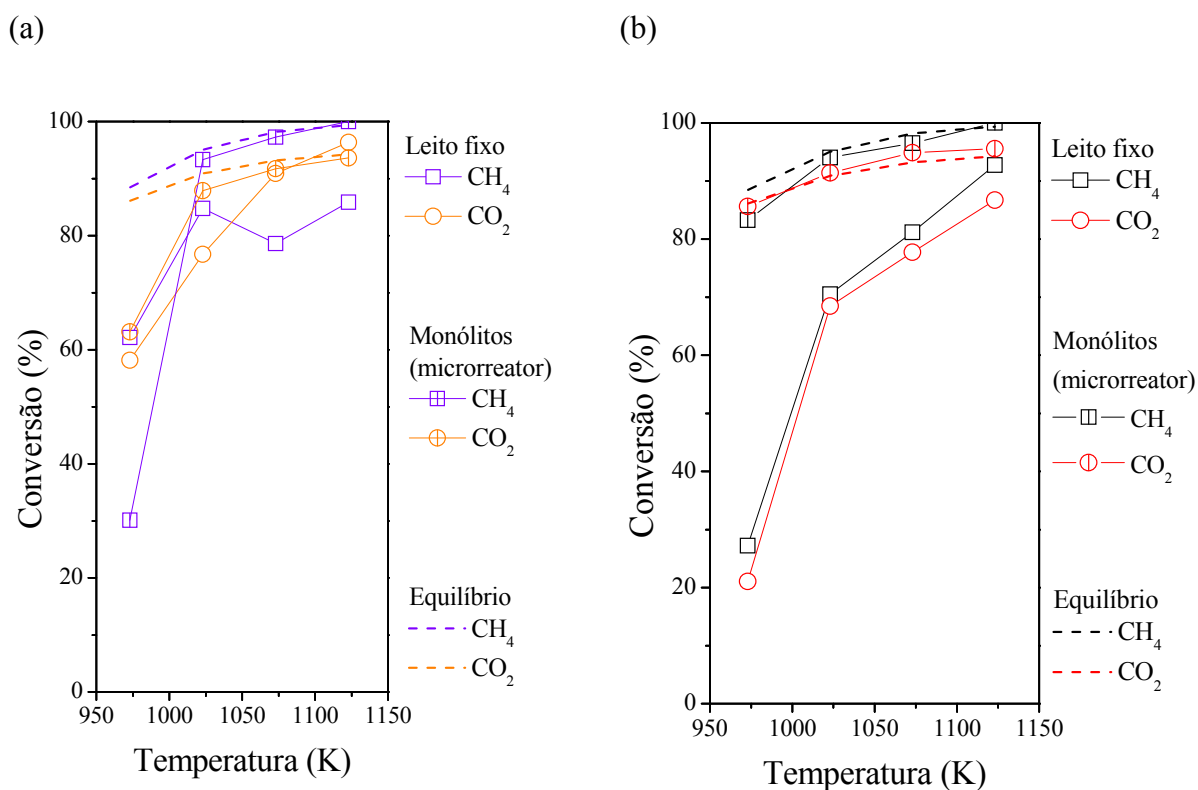 (a)
Conversão (%)
100
80
60
40
20
0
950 1000 1050 1100 1150
Temperatura (K)
Leito fixo
CH4
CO2
Monólitos
(microrreator)
CH4
CO2
Equilíbrio
CH4
CO2
(b)
Conversão (%)
100
80
60
40
20
0
950 1000 1050 1100 1150
Temperatura (K)
Leito fixo
CH4
CO2
Monólitos
(microrreator)
CH4
CO2
Equilíbrio
CH4
CO2